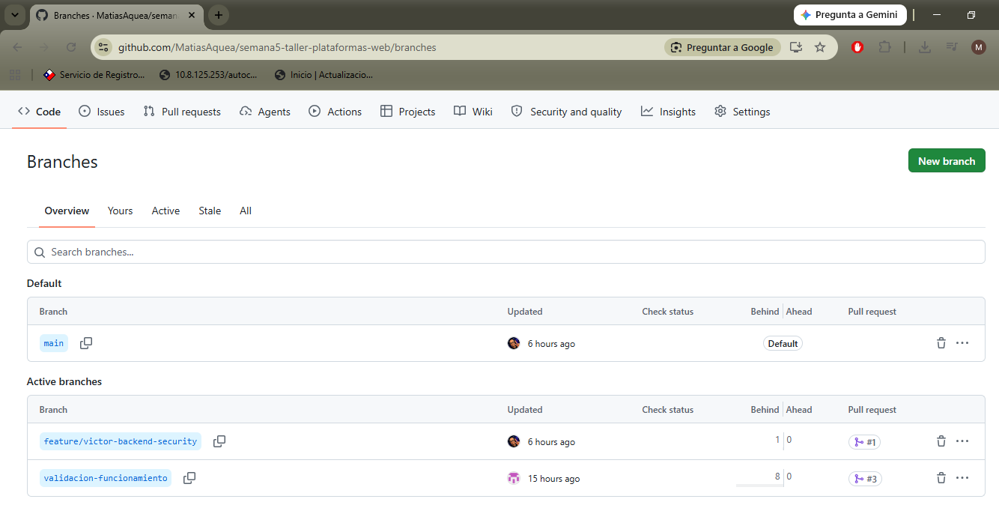 Branches · MatiasAquea/seman
Pregunta a Gemini
github.com/MatiasAquea/semana5-taller-plataformas-web/branches
Preguntar a Google
M
Servicio de Registro...
10.8.125.253/autoc...
Inicio | Actualizacio...
Code
Issues
Pull requests
Agents
Actions
Projects
Wiki
Security and quality
Insights
Settings
Branches
New branch
Overview
Yours
Active
Stale
All
Search branches...
Default
Branch Updated Check status Behind Ahead Pull request
main 6 hours ago Default
Active branches
Branch Updated Check status Behind Ahead Pull request
feature/victor-backend-security 6 hours ago 1 0 #1
validacion-funcionamiento 15 hours ago 8 0 #3